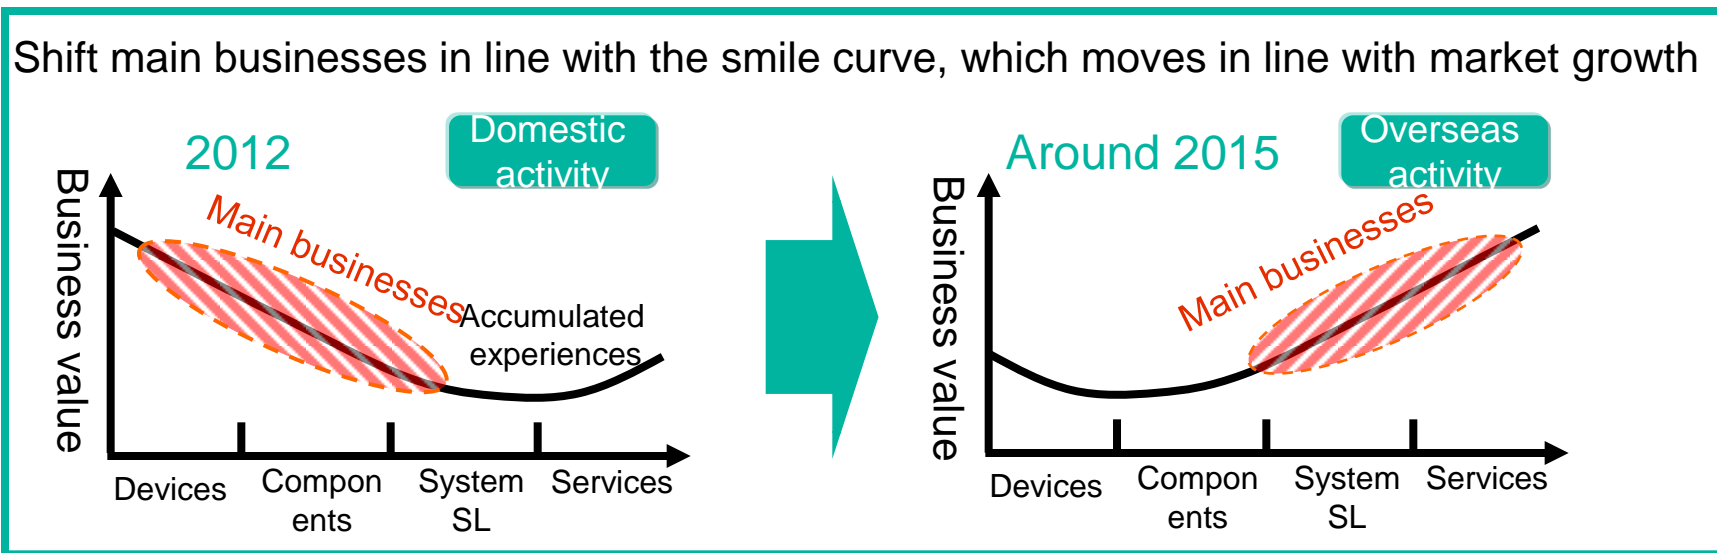 Shift main businesses in line with the smile curve, which moves in line with market growth
2012
Domestic
activity
Business value
Main businesses
Accumulated
experiences
Devices
Compon
ents
System
SL
Services
Around 2015
Overseas
activity
Business value
Main businesses
Devices
Compon
ents
System
SL
Services